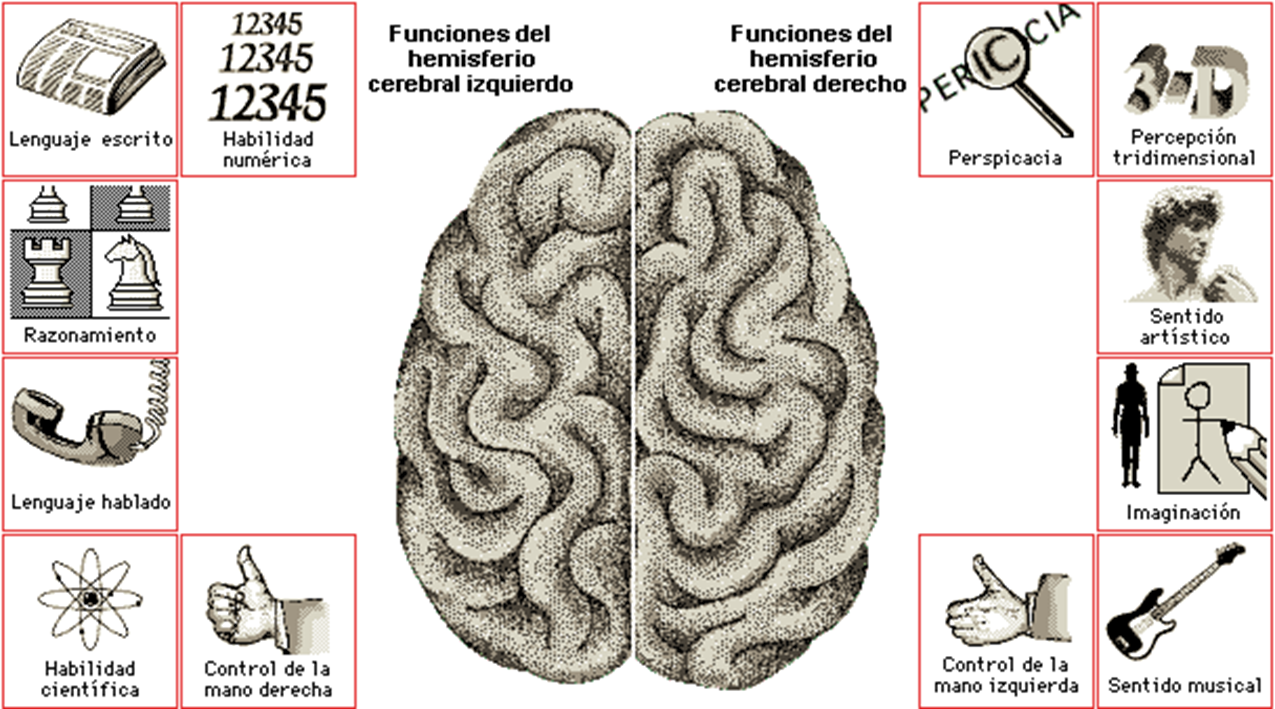 Funciones del
hemisferio
cerebral izquierdo
Funciones del
hemisferio
cerebral derecho
Lenguaje escrito
12345
12345
12345
Habilidad
numérica
Razonamiento
Lenguaje hablado
Habilidad
científica
Control de la
mano derecha
PERICICCIA
Perspicacia
3-D
Percepción
tridimensional
Sentido
artístico
Imaginación
Control de la
mano izquierda
Sentido musical